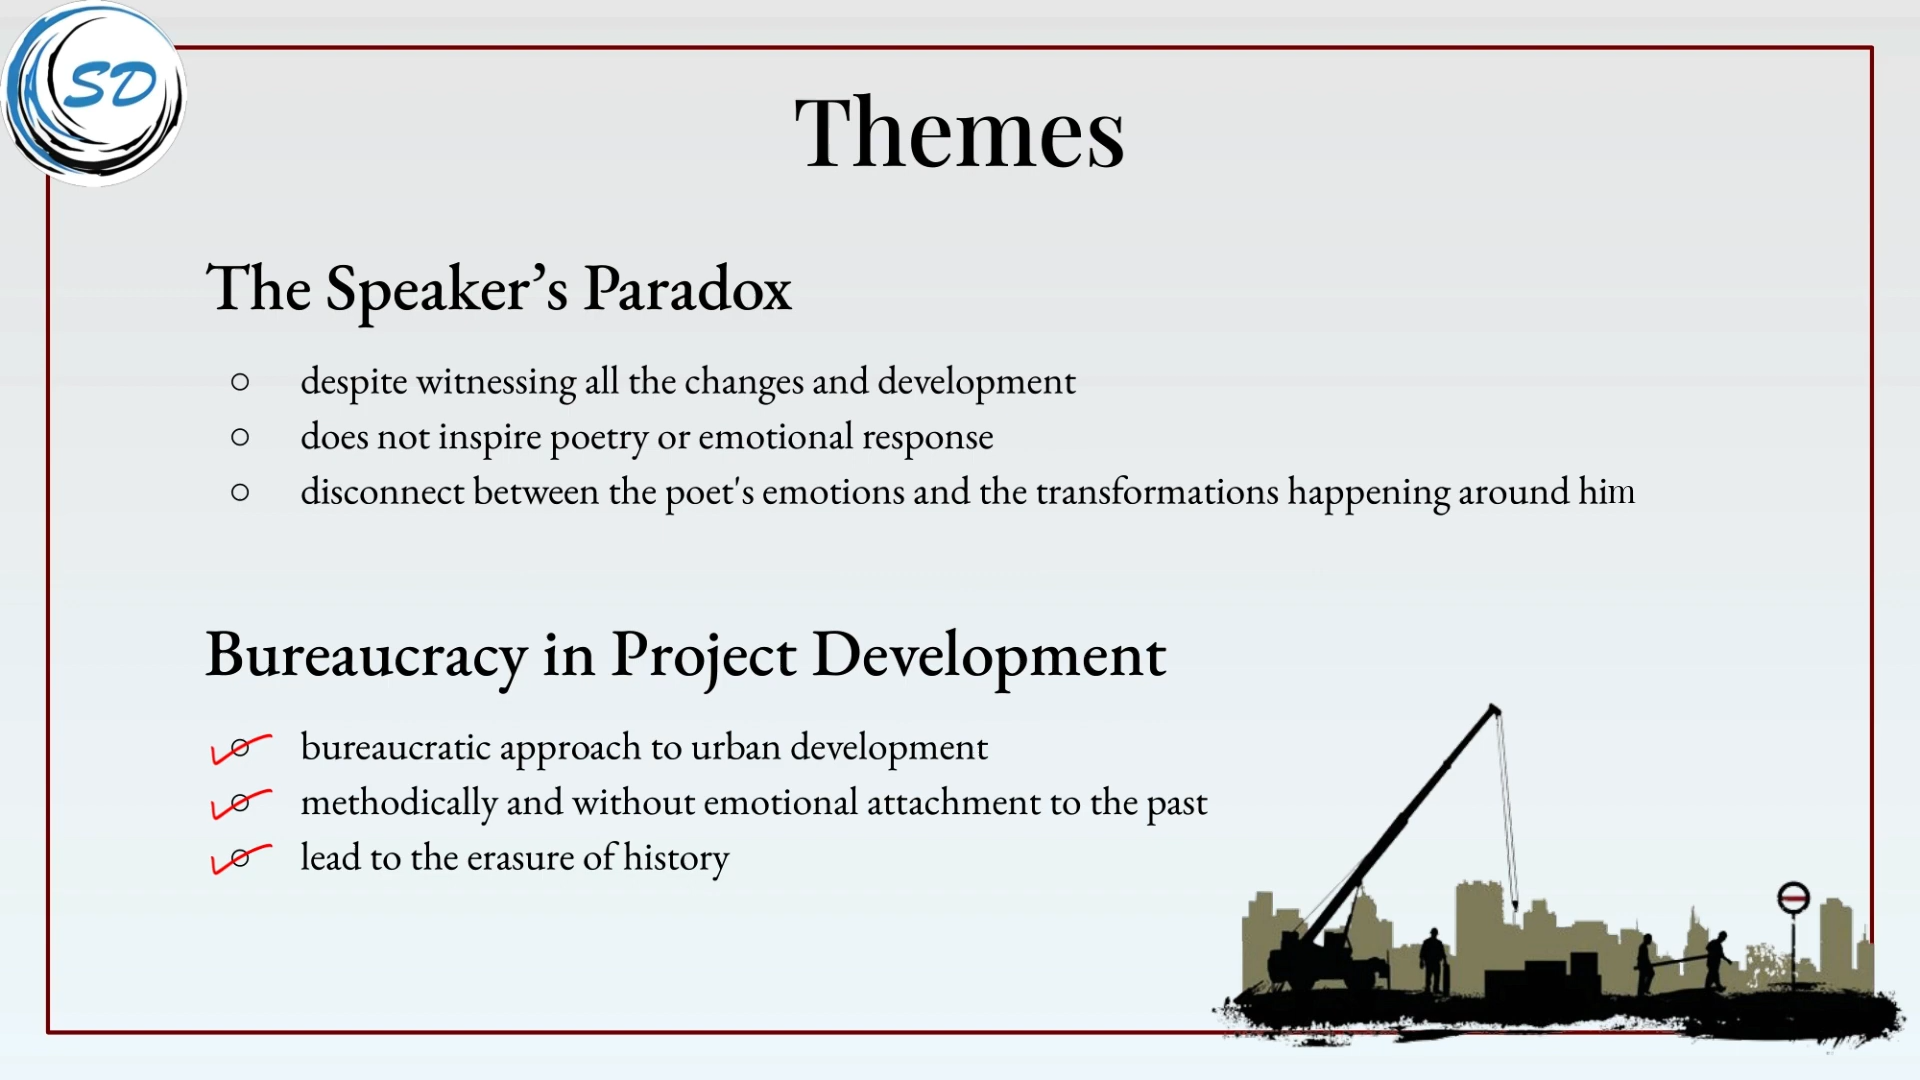 SD
Themes
The Speaker’s Paradox
○ despite witnessing all the changes and development
○ does not inspire poetry or emotional response
○ disconnect between the poet's emotions and the transformations happening around him
Bureaucracy in Project Development
○ bureaucratic approach to urban development
○ methodically and without emotional attachment to the past
○ lead to the erasure of history